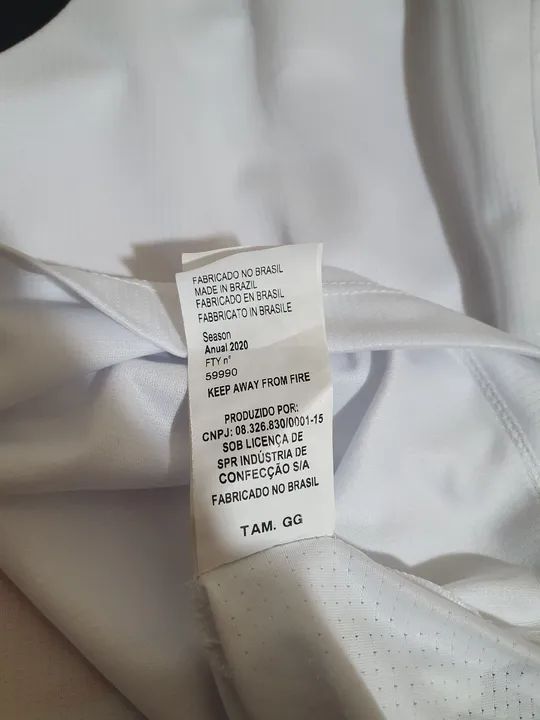 FABRICADO NO BRASIL
MADE IN BRAZIL
FABRICADO EN BRASIL
FABBRICATO IN BRASILE
Season
Anual 2020
FTY nº
59990
KEEP AWAY FROM FIRE
PRODUZIDO POR:
CNPJ: 08.326.830/0001-15
SOB LICENÇA DE
SPR INDÚSTRIA DE
CONFECÇÃO S/A
FABRICADO NO BRASIL
TAM. GG